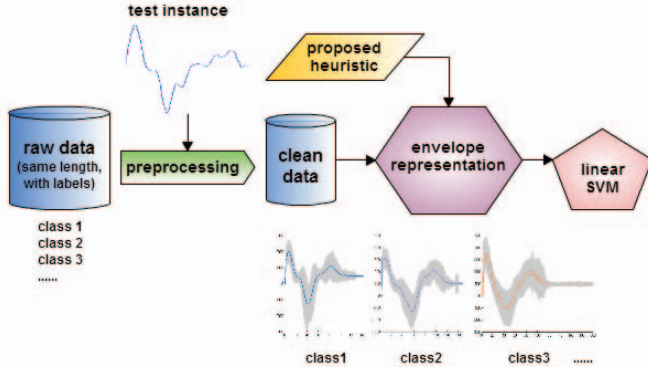 test instance
proposed
heuristic
raw data
(same length,
with labels)
preprocessing
clean
data
envelope
representation
linear
SVM
class 1
class 2
class 3
......
class1
class2
class3
......